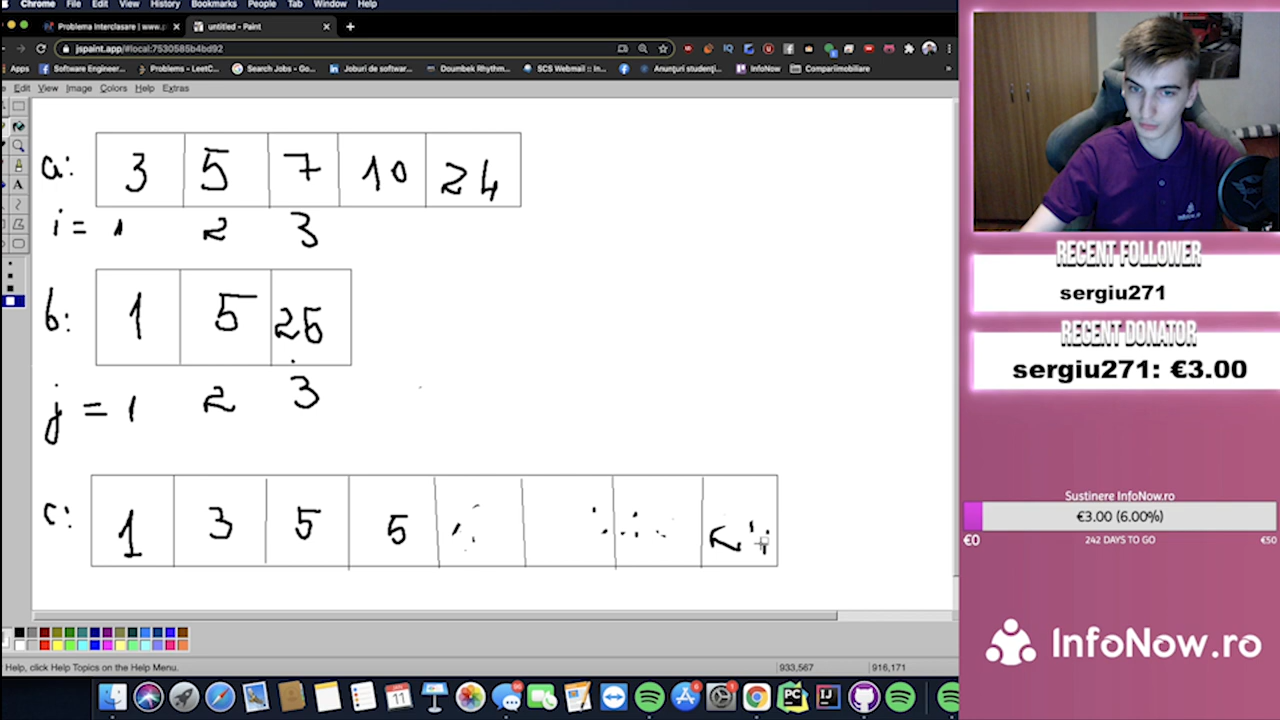 Chrome File Edit View History Bookmarks People Tab Window Help
Problema Interclasare | www.p untitled - Paint
jspaint.app/#local:7530585b4bd92
Apps Software Engineer... Problems - LeetC... Search Jobs - Go... Joburi de softwar... Doumbek Rhythm... SCS Webmail :: In... Anunțuri studenți... InfoNow Companiimobiliare
Edit View Image Colors Help Extras
a: 3 5 7 10 24
i = 1 2 3
b: 1 5 25
j = 1 2 3
c: 1 3 5 5
Help, click Help Topics on the Help Menu. 933,567 916,171
RECENT FOLLOWER
sergiu271
RECENT DONATOR
sergiu271: €3.00
Sustinere InfoNow.ro
€3.00 (6.00%)
€0 242 DAYS TO GO €50
InfoNow.ro